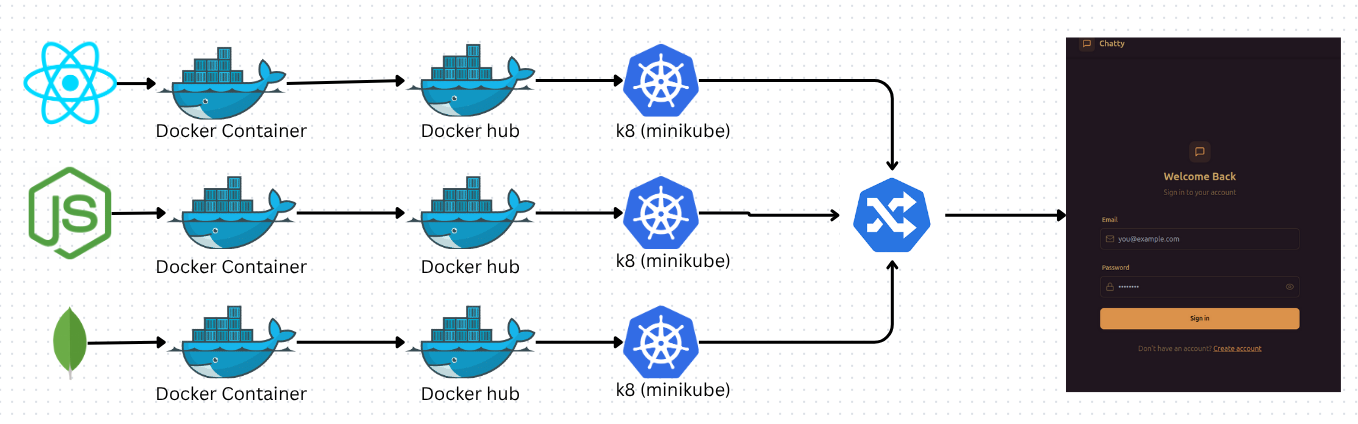 Docker Container
Docker hub
k8 (minikube)
JS
Docker Container
Docker hub
k8 (minikube)
Docker Container
Docker hub
k8 (minikube)
Chatty
Welcome Back
Sign in to your account
Email
you@example.com
Password
••••••••
Sign in
Don't have an account? Create account